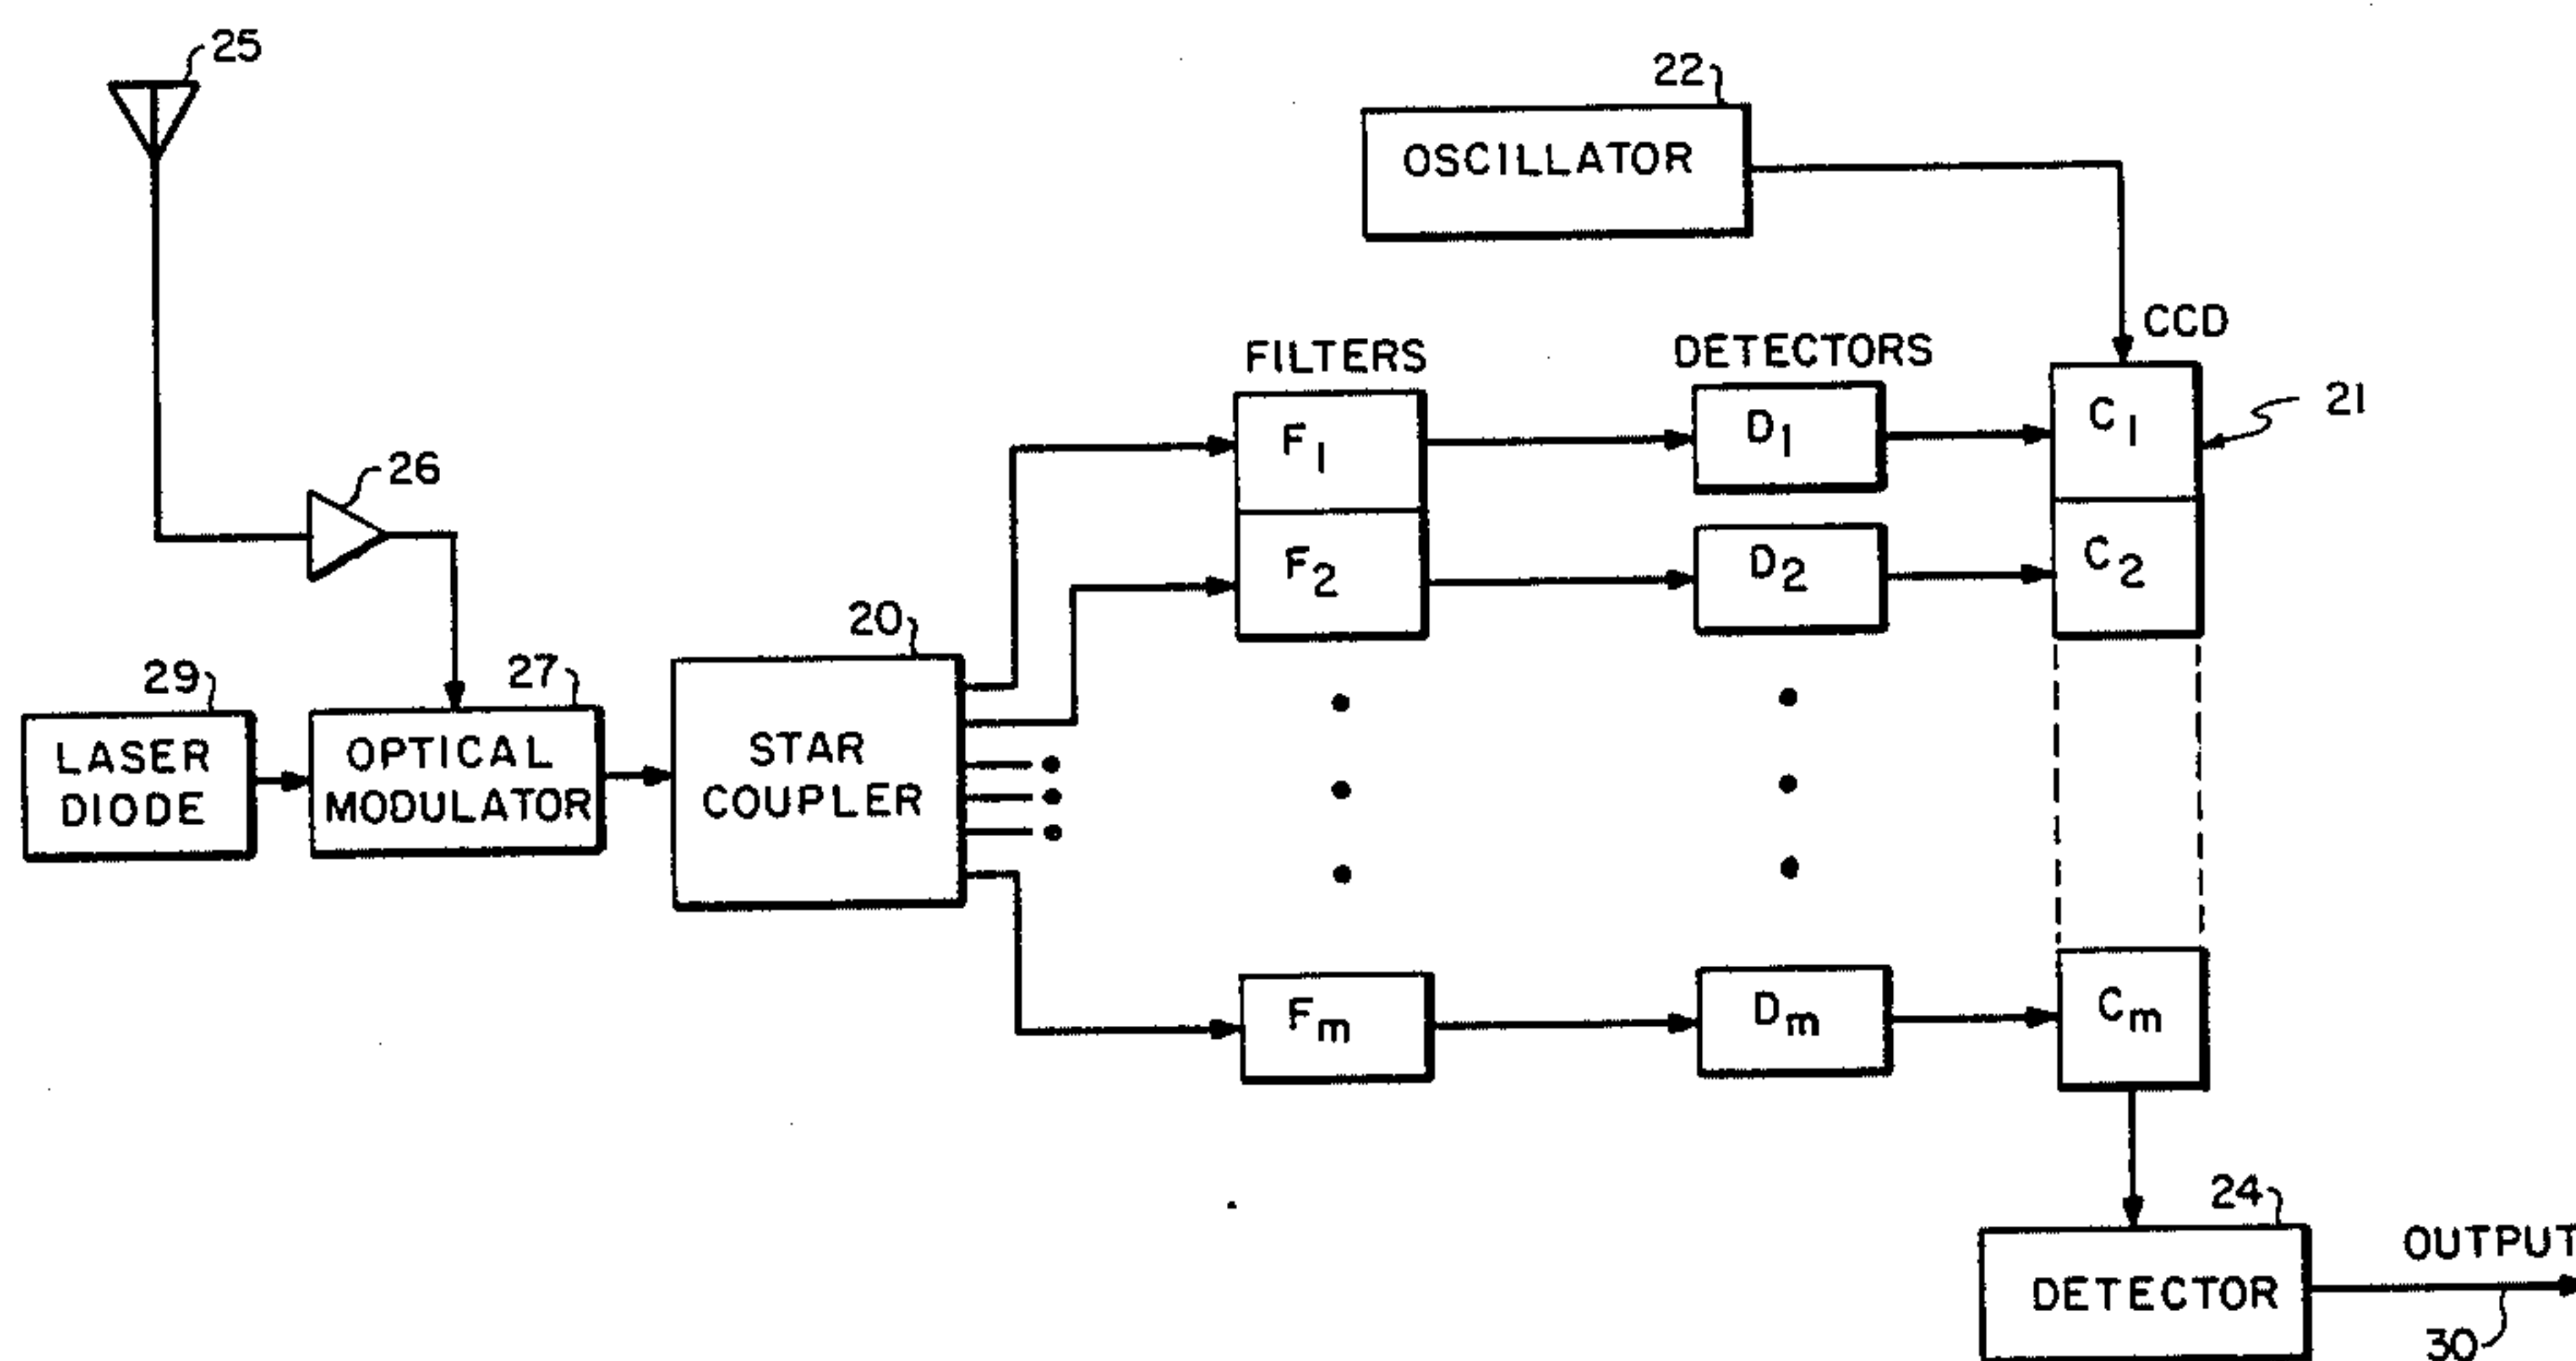 25
22
OSCILLATOR
CCD
FILTERS
DETECTORS
21
F1
D1
C1
26
F2
D2
C2
20
29
27
LASER
DIODE
OPTICAL
MODULATOR
STAR
COUPLER
Fm
Dm
Cm
24
OUTPUT
DETECTOR
30